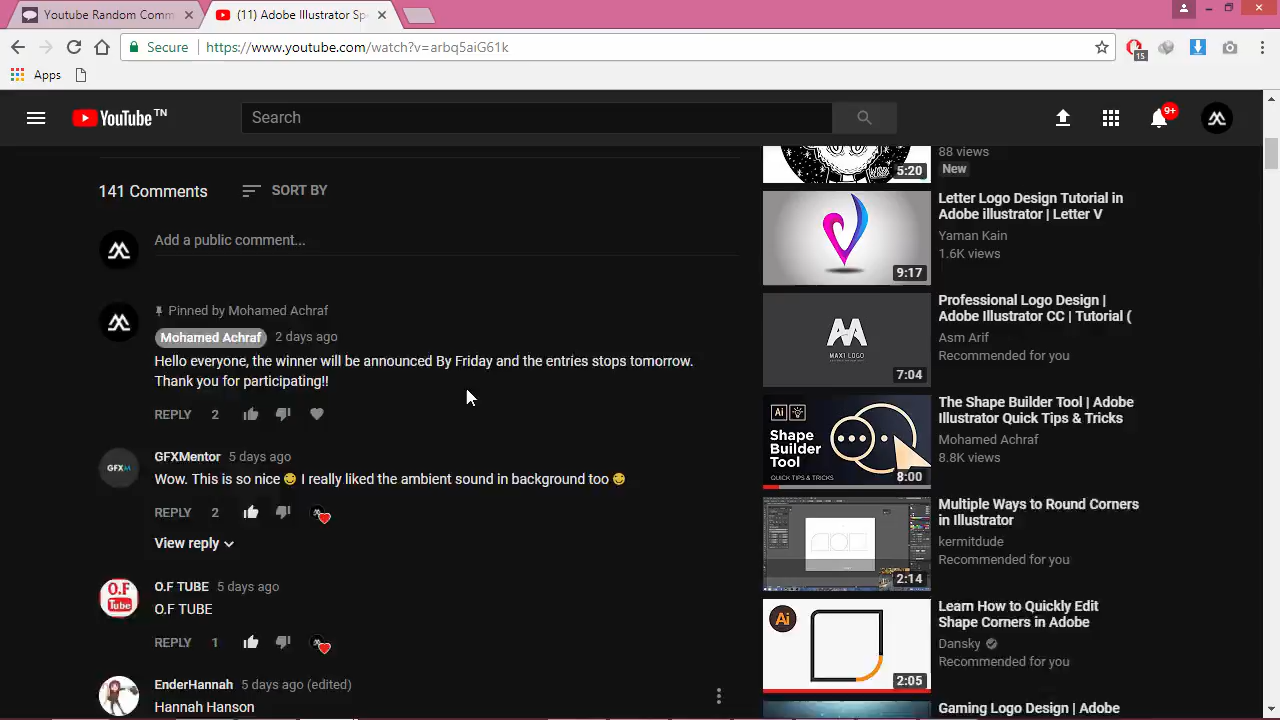 Youtube Random Comm
(11) Adobe Illustrator Sp
Secure
https://www.youtube.com/watch?v=arbq5aiG61k
15
Apps
YouTube TN
Search
9+
141 Comments
SORT BY
Add a public comment...
Pinned by Mohamed Achraf
Mohamed Achraf 2 days ago
Hello everyone, the winner will be announced By Friday and the entries stops tomorrow.
Thank you for participating!!
REPLY 2
GFXM
GFXMentor 5 days ago
Wow. This is so nice 😊 I really liked the ambient sound in background too 😊
REPLY 2
View reply
O.F
Tube
O.F TUBE 5 days ago
O.F TUBE
REPLY 1
EnderHannah 5 days ago (edited)
Hannah Hanson
5:20
88 views
New
9:17
Letter Logo Design Tutorial in
Adobe illustrator | Letter V
Yaman Kain
1.6K views
MAXI LOGO
7:04
Professional Logo Design |
Adobe Illustrator CC | Tutorial (
Asm Arif
Recommended for you
Ai
Shape
Builder
Tool
QUICK TIPS & TRICKS
8:00
The Shape Builder Tool | Adobe
Illustrator Quick Tips & Tricks
Mohamed Achraf
8.8K views
2:14
Multiple Ways to Round Corners
in Illustrator
kermitdude
Recommended for you
Ai
2:05
Learn How to Quickly Edit
Shape Corners in Adobe
Dansky
Recommended for you
Gaming Logo Design | Adobe